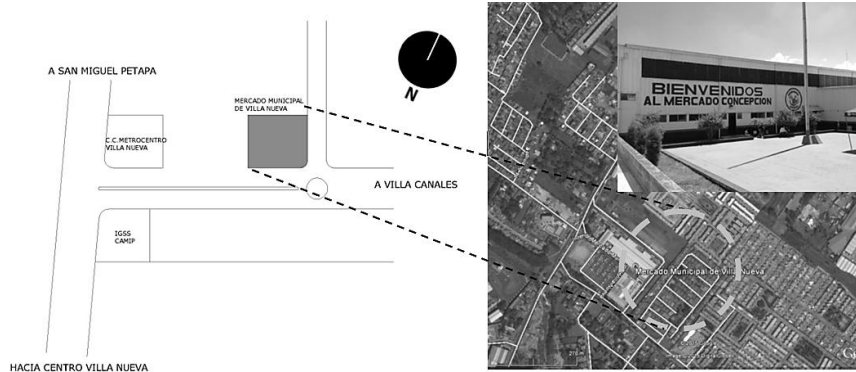 A SAN MIGUEL PETAPA
MERCADO MUNICIPAL
DE VILLA NUEVA
C.C.METROCENTRO
VILLA NUEVA
N
A VILLA CANALES
IGSS
CAMIP
HACIA CENTRO VILLA NUEVA
BIENVENIDOS
AL MERCADO CONCEPCION
Mercado Municipal de Villa Nueva
270 m